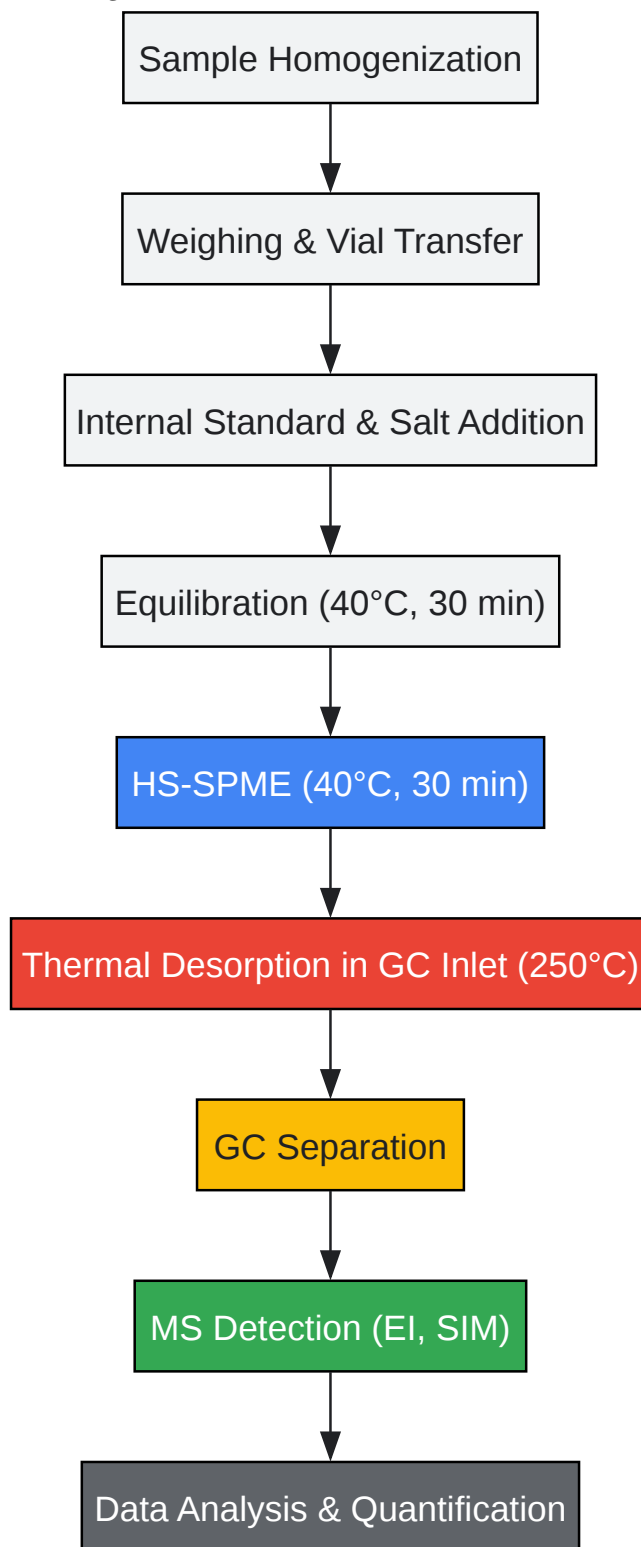 Sample Homogenization
Weighing & Vial Transfer
Internal Standard & Salt Addition
Equilibration (40°C, 30 min)
HS-SPME (40°C, 30 min)
Thermal Desorption in GC Inlet (250°C)
GC Separation
MS Detection (EI, SIM)
Data Analysis & Quantification